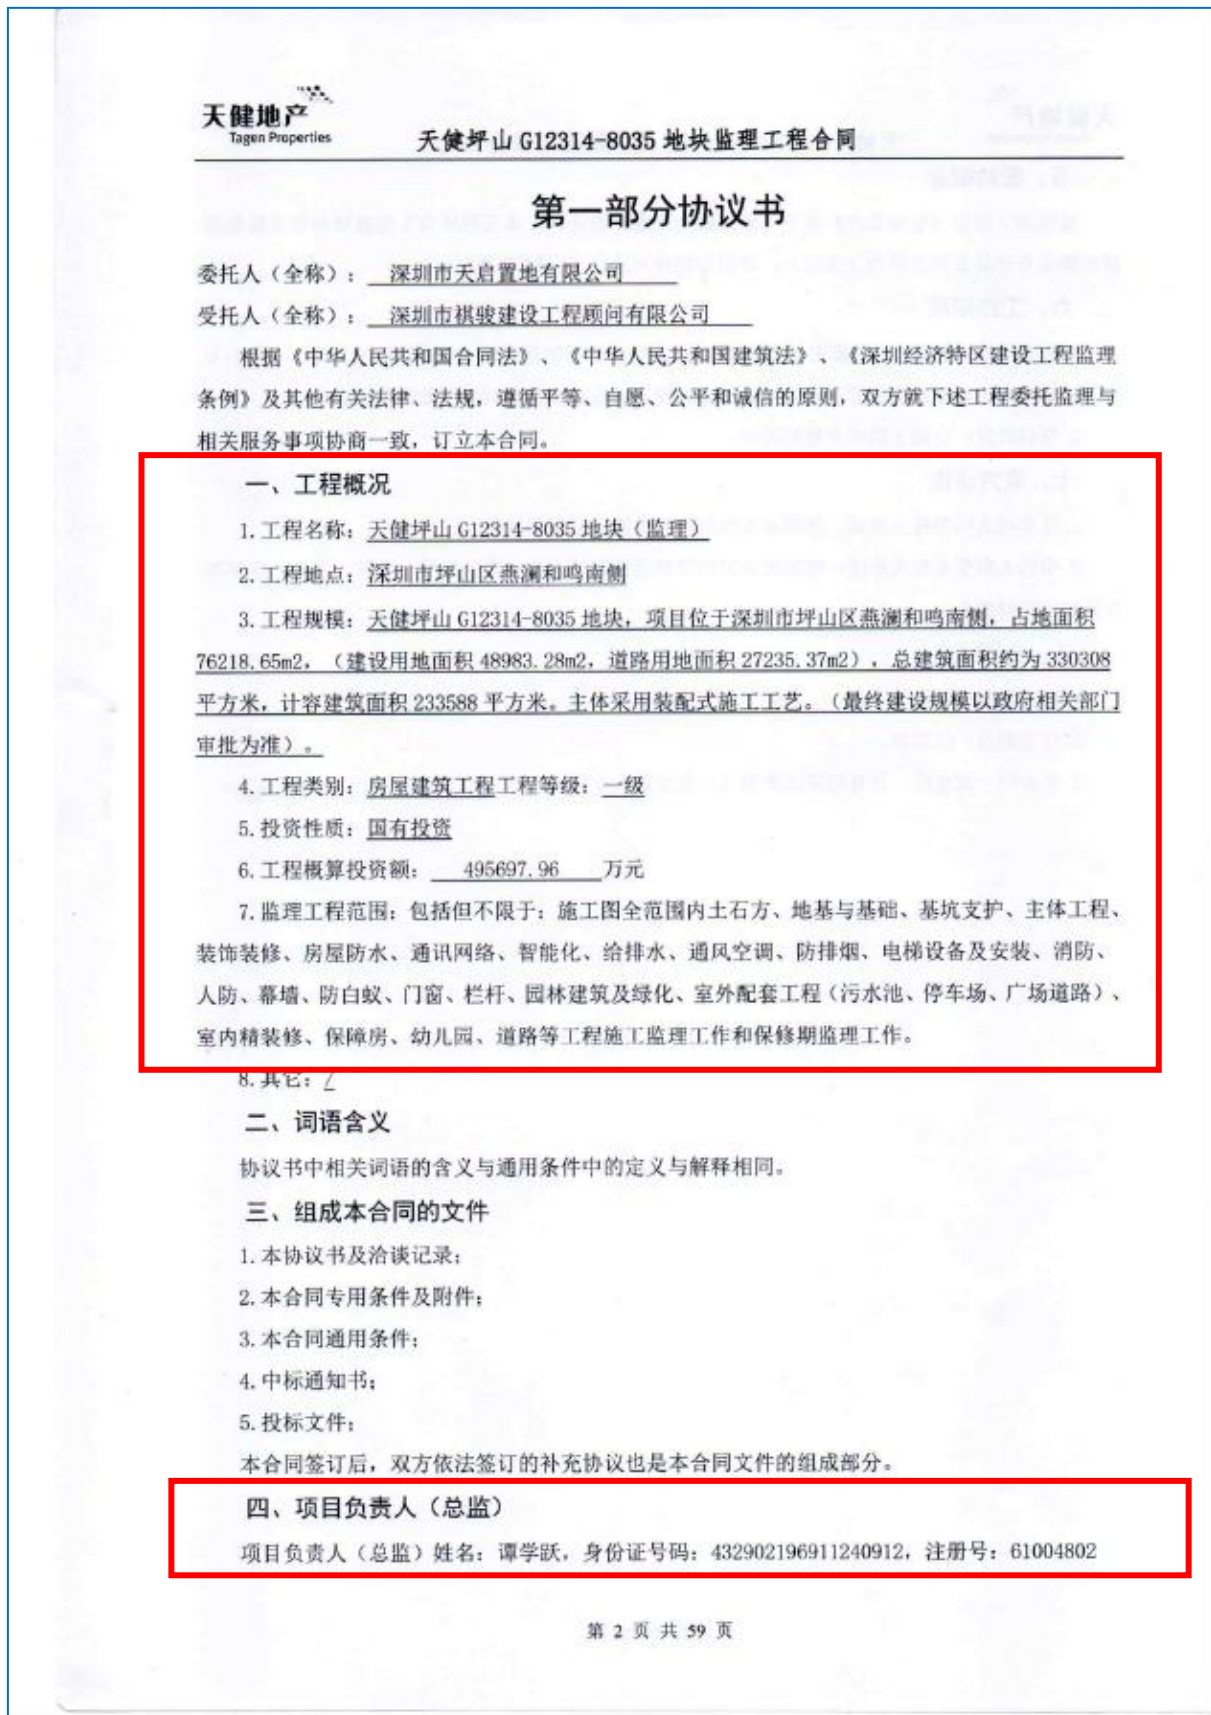 天健地产
Tagen Properties
天健坪山 G12314-8035 地块监理工程合同
第一部分协议书
委托人（全称）： 深圳市天启置地有限公司
受托人（全称）： 深圳市祺骏建设工程顾问有限公司
根据《中华人民共和国合同法》、《中华人民共和国建筑法》、《深圳经济特区建设工程监理
条例》及其他有关法律、法规，遵循平等、自愿、公平和诚信的原则，双方就下述工程委托监理与
相关服务事项协商一致，订立本合同。
一、工程概况
1.工程名称：天健坪山 G12314-8035 地块（监理）
2.工程地点：深圳市坪山区燕澜和鸣南侧
3.工程规模：天健坪山 G12314-8035 地块，项目位于深圳市坪山区燕澜和鸣南侧，占地面积
76218.65m2，（建设用地面积 48983.28m2，道路用地面积 27235.37m2），总建筑面积约为 330308
平方米，计容建筑面积 233588 平方米。主体采用装配式施工工艺。（最终建设规模以政府相关部门
审批为准）。
4.工程类别：房屋建筑工程工程等级：一级
5.投资性质：国有投资
6.工程概算投资额： 495697.96 万元
7.监理工程范围：包括但不限于：施工图全范围内土石方、地基与基础、基坑支护、主体工程、
装饰装修、房屋防水、通讯网络、智能化、给排水、通风空调、防排烟、电梯设备及安装、消防、
人防、幕墙、防白蚁、门窗、栏杆、园林建筑及绿化、室外配套工程（污水池、停车场、广场道路）、
室内精装修、保障房、幼儿园、道路等工程施工监理工作和保修期监理工作。
8.其它：/
二、词语含义
协议书中相关词语的含义与通用条件中的定义与解释相同。
三、组成本合同的文件
1.本协议书及洽谈记录；
2.本合同专用条件及附件；
3.本合同通用条件；
4.中标通知书；
5.投标文件；
本合同签订后，双方依法签订的补充协议也是本合同文件的组成部分。
四、项目负责人（总监）
项目负责人（总监）姓名：谭学跃，身份证号码：432902196911240912，注册号：61004802
第 2 页 共 59 页